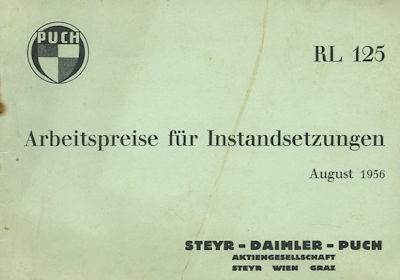 PUCH
RL 125
Arbeitspreise für Instandsetzungen
August 1956
STEYR - DAIMLER - PUCH
AKTIENGESELLSCHAFT
STEYR WIEN GRAZ